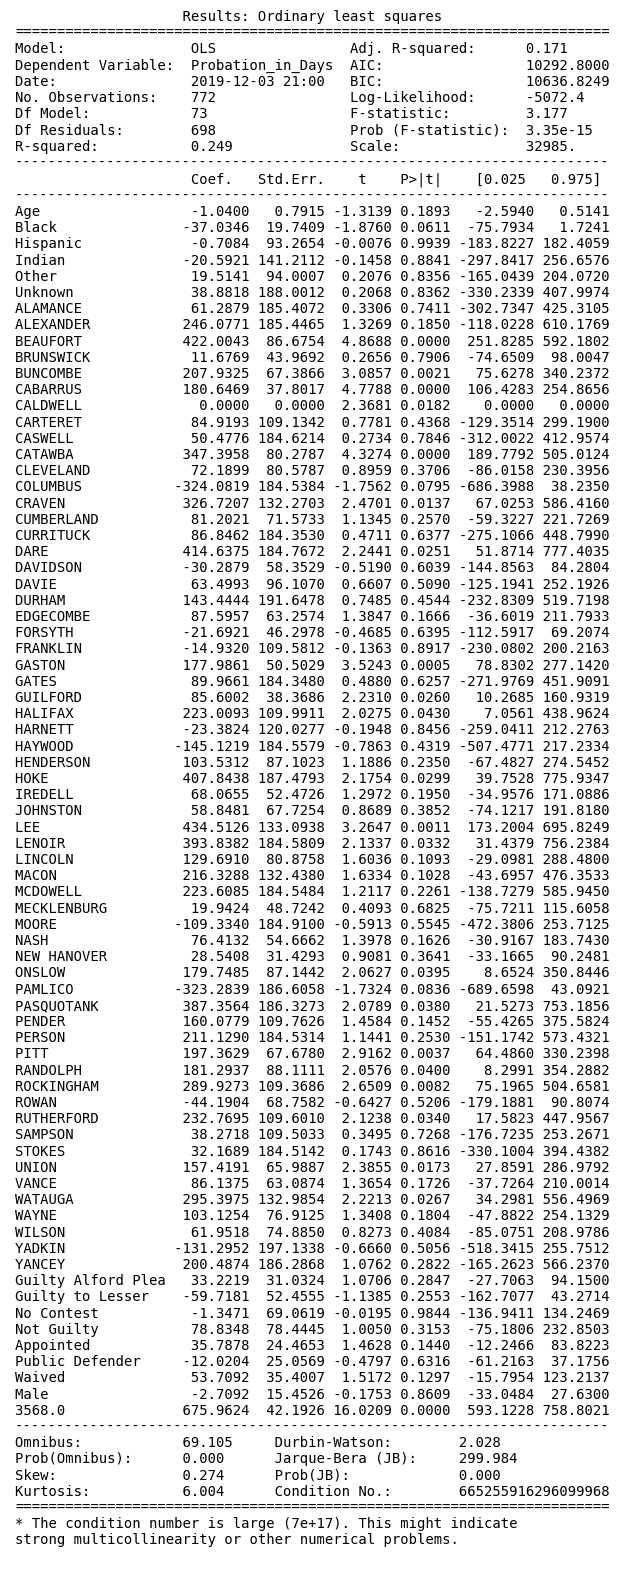 Results: Ordinary least squares
=======================================================================
Model:               OLS                Adj. R-squared:      0.171
Dependent Variable:  Probation_in_Days  AIC:                 10292.8000
Date:                2019-12-03 21:00   BIC:                 10636.8249
No. Observations:    772                Log-Likelihood:      -5072.4
Df Model:            73                 F-statistic:         3.177
Df Residuals:        698                Prob (F-statistic):  3.35e-15
R-squared:           0.249              Scale:               32985.
-----------------------------------------------------------------------
Coef.   Std.Err.    t    P>|t|    [0.025   0.975]
-----------------------------------------------------------------------
Age                  -1.0400   0.7915 -1.3139 0.1893   -2.5940   0.5141
Black               -37.0346  19.7409 -1.8760 0.0611  -75.7934   1.7241
Hispanic             -0.7084  93.2654 -0.0076 0.9939 -183.8227 182.4059
Indian              -20.5921 141.2112 -0.1458 0.8841 -297.8417 256.6576
Other                19.5141  94.0007  0.2076 0.8356 -165.0439 204.0720
Unknown              38.8818 188.0012  0.2068 0.8362 -330.2339 407.9974
ALAMANCE             61.2879 185.4072  0.3306 0.7411 -302.7347 425.3105
ALEXANDER           246.0771 185.4465  1.3269 0.1850 -118.0228 610.1769
BEAUFORT            422.0043  86.6754  4.8688 0.0000  251.8285 592.1802
BRUNSWICK            11.6769  43.9692  0.2656 0.7906  -74.6509  98.0047
BUNCOMBE            207.9325  67.3866  3.0857 0.0021   75.6278 340.2372
CABARRUS            180.6469  37.8017  4.7788 0.0000  106.4283 254.8656
CALDWELL              0.0000   0.0000  2.3681 0.0182    0.0000   0.0000
CARTERET             84.9193 109.1342  0.7781 0.4368 -129.3514 299.1900
CASWELL              50.4776 184.6214  0.2734 0.7846 -312.0022 412.9574
CATAWBA             347.3958  80.2787  4.3274 0.0000  189.7792 505.0124
CLEVELAND            72.1899  80.5787  0.8959 0.3706  -86.0158 230.3956
COLUMBUS           -324.0819 184.5384 -1.7562 0.0795 -686.3988  38.2350
CRAVEN              326.7207 132.2703  2.4701 0.0137   67.0253 586.4160
CUMBERLAND           81.2021  71.5733  1.1345 0.2570  -59.3227 221.7269
CURRITUCK            86.8462 184.3530  0.4711 0.6377 -275.1066 448.7990
DARE                414.6375 184.7672  2.2441 0.0251   51.8714 777.4035
DAVIDSON            -30.2879  58.3529 -0.5190 0.6039 -144.8563  84.2804
DAVIE                63.4993  96.1070  0.6607 0.5090 -125.1941 252.1926
DURHAM              143.4444 191.6478  0.7485 0.4544 -232.8309 519.7198
EDGECOMBE            87.5957  63.2574  1.3847 0.1666  -36.6019 211.7933
FORSYTH             -21.6921  46.2978 -0.4685 0.6395 -112.5917  69.2074
FRANKLIN            -14.9320 109.5812 -0.1363 0.8917 -230.0802 200.2163
GASTON              177.9861  50.5029  3.5243 0.0005   78.8302 277.1420
GATES                89.9661 184.3480  0.4880 0.6257 -271.9769 451.9091
GUILFORD             85.6002  38.3686  2.2310 0.0260   10.2685 160.9319
HALIFAX             223.0093 109.9911  2.0275 0.0430    7.0561 438.9624
HARNETT             -23.3824 120.0277 -0.1948 0.8456 -259.0411 212.2763
HAYWOOD            -145.1219 184.5579 -0.7863 0.4319 -507.4771 217.2334
HENDERSON           103.5312  87.1023  1.1886 0.2350  -67.4827 274.5452
HOKE                407.8438 187.4793  2.1754 0.0299   39.7528 775.9347
IREDELL              68.0655  52.4726  1.2972 0.1950  -34.9576 171.0886
JOHNSTON             58.8481  67.7254  0.8689 0.3852  -74.1217 191.8180
LEE                 434.5126 133.0938  3.2647 0.0011  173.2004 695.8249
LENOIR              393.8382 184.5809  2.1337 0.0332   31.4379 756.2384
LINCOLN             129.6910  80.8758  1.6036 0.1093  -29.0981 288.4800
MACON               216.3288 132.4380  1.6334 0.1028  -43.6957 476.3533
MCDOWELL            223.6085 184.5484  1.2117 0.2261 -138.7279 585.9450
MECKLENBURG          19.9424  48.7242  0.4093 0.6825  -75.7211 115.6058
MOORE              -109.3340 184.9100 -0.5913 0.5545 -472.3806 253.7125
NASH                 76.4132  54.6662  1.3978 0.1626  -30.9167 183.7430
NEW HANOVER          28.5408  31.4293  0.9081 0.3641  -33.1665  90.2481
ONSLOW              179.7485  87.1442  2.0627 0.0395    8.6524 350.8446
PAMLICO            -323.2839 186.6058 -1.7324 0.0836 -689.6598  43.0921
PASQUOTANK          387.3564 186.3273  2.0789 0.0380   21.5273 753.1856
PENDER              160.0779 109.7626  1.4584 0.1452  -55.4265 375.5824
PERSON              211.1290 184.5314  1.1441 0.2530 -151.1742 573.4321
PITT                197.3629  67.6780  2.9162 0.0037   64.4860 330.2398
RANDOLPH            181.2937  88.1111  2.0576 0.0400    8.2991 354.2882
ROCKINGHAM          289.9273 109.3686  2.6509 0.0082   75.1965 504.6581
ROWAN               -44.1904  68.7582 -0.6427 0.5206 -179.1881  90.8074
RUTHERFORD          232.7695 109.6010  2.1238 0.0340   17.5823 447.9567
SAMPSON              38.2718 109.5033  0.3495 0.7268 -176.7235 253.2671
STOKES               32.1689 184.5142  0.1743 0.8616 -330.1004 394.4382
UNION               157.4191  65.9887  2.3855 0.0173   27.8591 286.9792
VANCE                86.1375  63.0874  1.3654 0.1726  -37.7264 210.0014
WATAUGA             295.3975 132.9854  2.2213 0.0267   34.2981 556.4969
WAYNE               103.1254  76.9125  1.3408 0.1804  -47.8822 254.1329
WILSON               61.9518  74.8850  0.8273 0.4084  -85.0751 208.9786
YADKIN             -131.2952 197.1338 -0.6660 0.5056 -518.3415 255.7512
YANCEY              200.4874 186.2868  1.0762 0.2822 -165.2623 566.2370
Guilty Alford Plea   33.2219  31.0324  1.0706 0.2847  -27.7063  94.1500
Guilty to Lesser    -59.7181  52.4555 -1.1385 0.2553 -162.7077  43.2714
No Contest           -1.3471  69.0619 -0.0195 0.9844 -136.9411 134.2469
Not Guilty           78.8348  78.4445  1.0050 0.3153  -75.1806 232.8503
Appointed            35.7878  24.4653  1.4628 0.1440  -12.2466  83.8223
Public Defender     -12.0204  25.0569 -0.4797 0.6316  -61.2163  37.1756
Waived               53.7092  35.4007  1.5172 0.1297  -15.7954 123.2137
Male                 -2.7092  15.4526 -0.1753 0.8609  -33.0484  27.6300
3568.0              675.9624  42.1926 16.0209 0.0000  593.1228 758.8021
-----------------------------------------------------------------------
Omnibus:            69.105     Durbin-Watson:        2.028
Prob(Omnibus):      0.000      Jarque-Bera (JB):     299.984
Skew:               0.274      Prob(JB):             0.000
Kurtosis:           6.004      Condition No.:        665255916296099968
=======================================================================
* The condition number is large (7e+17). This might indicate
strong multicollinearity or other numerical problems.